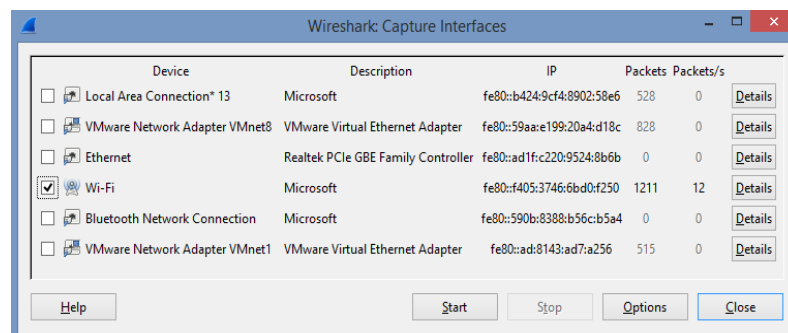 Wireshark: Capture Interfaces
Device Description IP Packets Packets/s
Local Area Connection* 13 Microsoft fe80::b424:9cf4:8902:58e6 528 0 Details
VMware Network Adapter VMnet8 VMware Virtual Ethernet Adapter fe80::59aa:e199:20a4:d18c 828 0 Details
Ethernet Realtek PCIe GBE Family Controller fe80::ad1f:c220:9524:8b6b 0 0 Details
Wi-Fi Microsoft fe80::f405:3746:6bd0:f250 1211 12 Details
Bluetooth Network Connection Microsoft fe80::590b:8388:b56c:b5a4 0 0 Details
VMware Network Adapter VMnet1 VMware Virtual Ethernet Adapter fe80::ad:8143:ad7:a256 515 0 Details
Help Start Stop Options Close